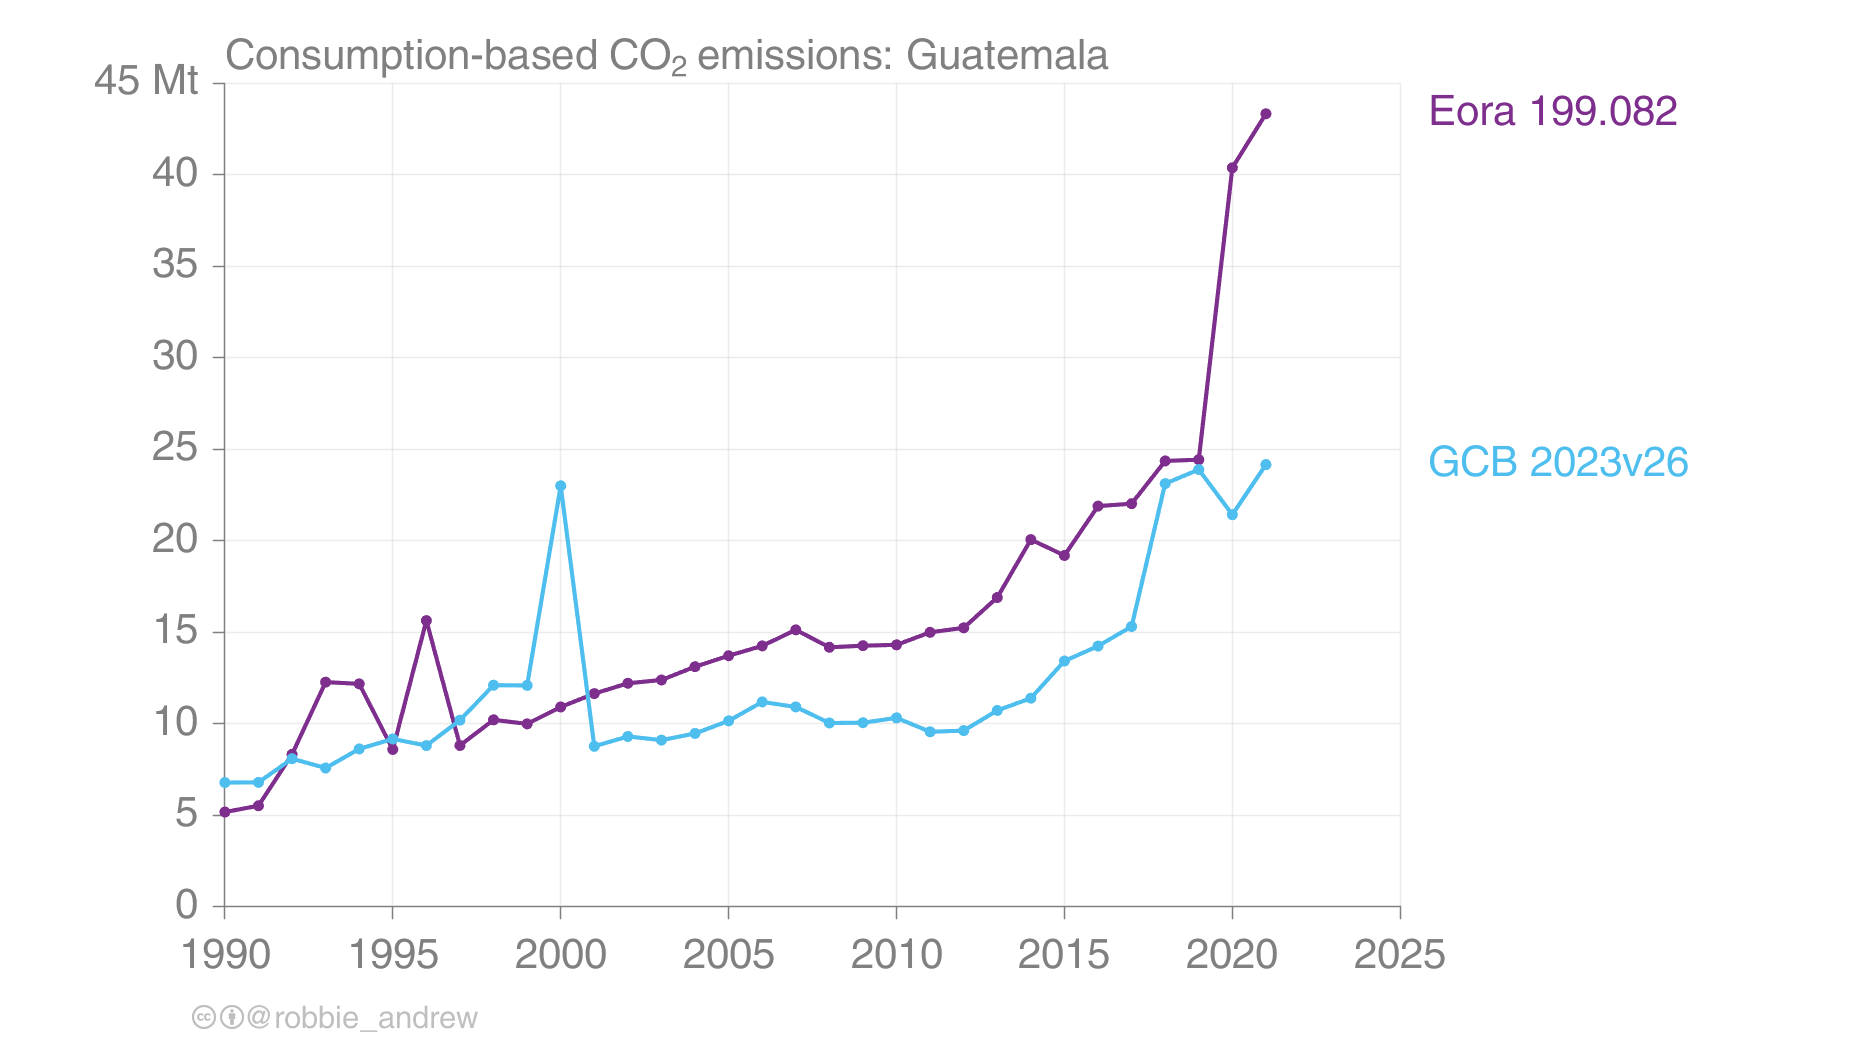 Consumption-based CO₂ emissions: Guatemala
45 Mt
40
35
30
25
20
15
10
5
0
1990 1995 2000 2005 2010 2015 2020 2025
Eora 199.082
GCB 2023v26
cc @robbie_andrew